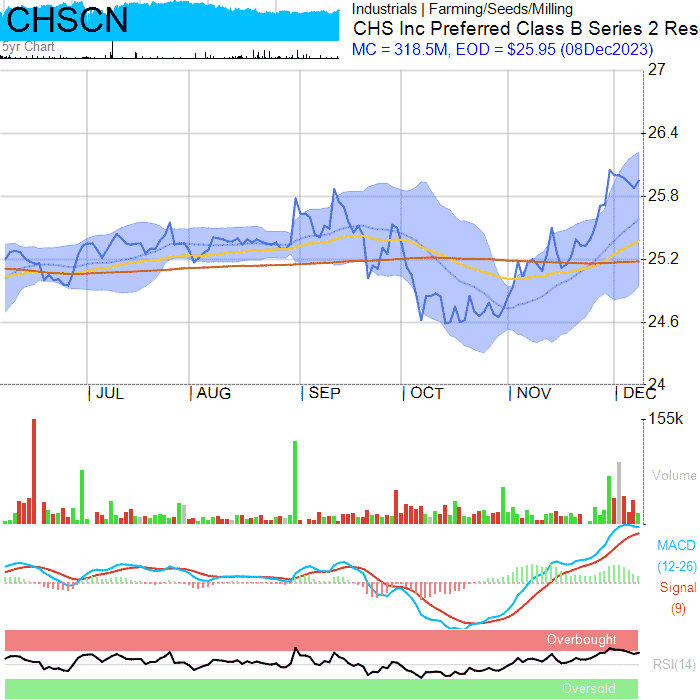 CHSCN
5yr Chart
Industrials | Farming/Seeds/Milling
CHS Inc Preferred Class B Series 2 Res
MC = 318.5M, EOD = $25.95 (08Dec2023)
27
26.4
25.8
25.2
24.6
24
JUL AUG SEP OCT NOV DEC
155k
Volume
MACD
(12-26)
Signal
(9)
Overbought
RSI(14)
Oversold